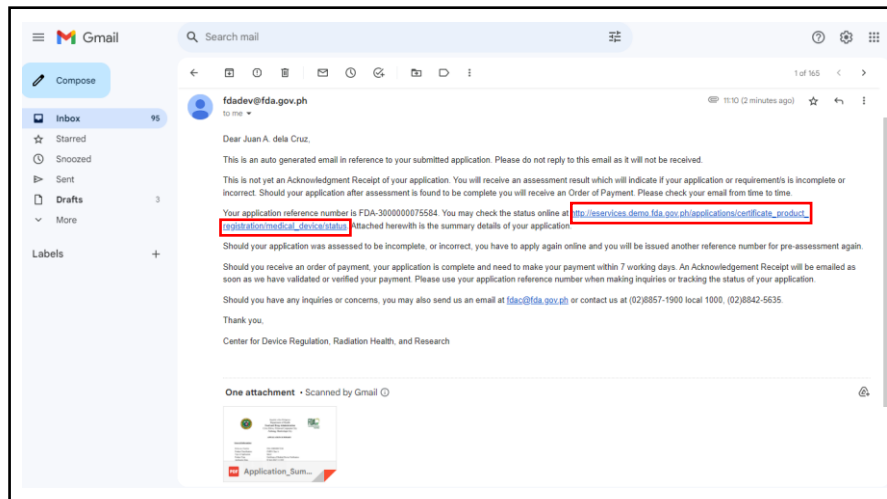 Gmail
Search mail
Compose
1 of 165
Inbox 95
Starred
Snoozed
Sent
Drafts 3
More
Labels
fdadev@fda.gov.ph
11:10 (2 minutes ago)
to me
Dear Juan A. dela Cruz,
This is an auto generated email in reference to your submitted application. Please do not reply to this email as it will not be received.
This is not yet an Acknowledgment Receipt of your application. You will receive an assessment result which will indicate if your application or requirement/s is incomplete or
incorrect. Should your application after assessment is found to be complete you will receive an Order of Payment. Please check your email from time to time.
Your application reference number is FDA-3000000075584. You may check the status online at http://eservices.demo.fda.gov.ph/applications/certificate_product_
registration/medical_device/status. Attached herewith is the summary details of your application.
Should your application was assessed to be incomplete, or incorrect, you have to apply again online and you will be issued another reference number for pre-assessment again.
Should you receive an order of payment, your application is complete and need to make your payment within 7 working days. An Acknowledgement Receipt will be emailed as
soon as we have validated or verified your payment. Please use your application reference number when making inquiries or tracking the status of your application.
Should you have any inquiries or concerns, you may also send us an email at fdac@fda.gov.ph or contact us at (02)8857-1900 local 1000, (02)8842-5635.
Thank you,
Center for Device Regulation, Radiation Health, and Research
One attachment • Scanned by Gmail
PDF Application_Sum...